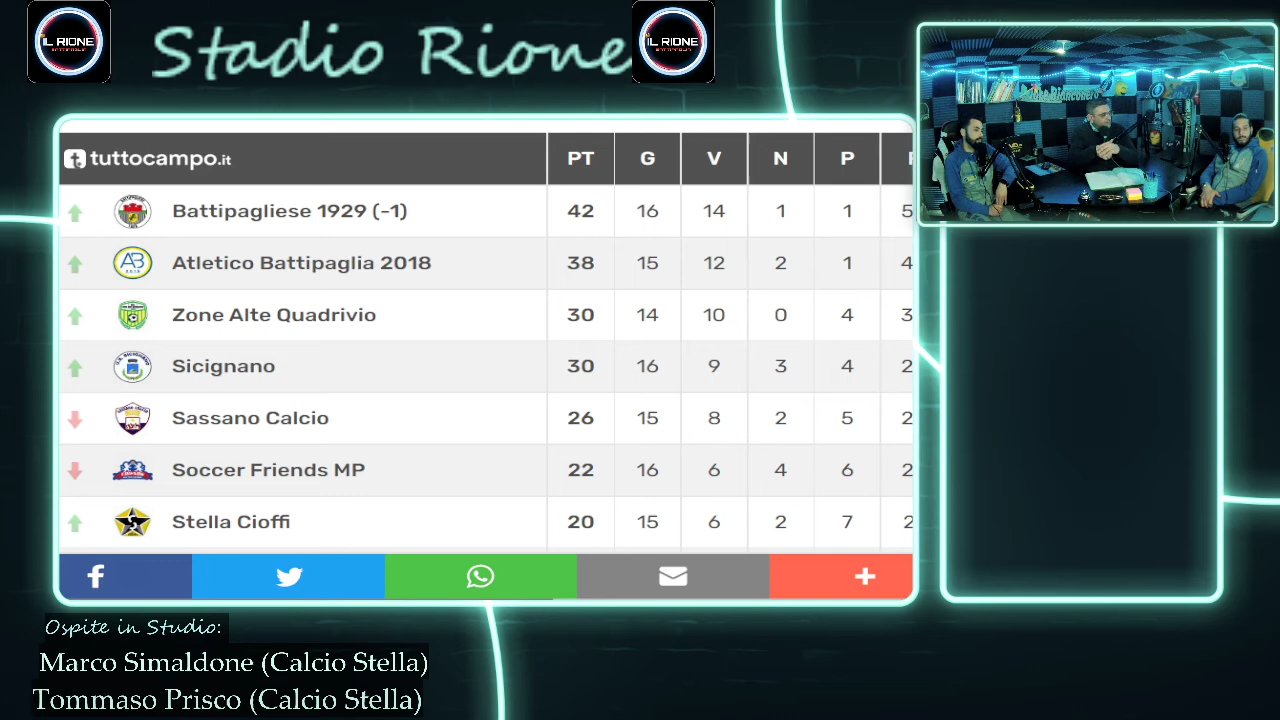 IL RIONE
BATTIPAGLIA
Stadio Rione
IL RIONE
BATTIPAGLIA
tuttocampo.it PT G V N P
Battipagliese 1929 (-1) 42 16 14 1 1 5
Atletico Battipaglia 2018 38 15 12 2 1 4
Zone Alte Quadrivio 30 14 10 0 4 3
Sicignano 30 16 9 3 4 2
Sassano Calcio 26 15 8 2 5 2
Soccer Friends MP 22 16 6 4 6 2
Stella Cioffi 20 15 6 2 7 2
Ospite in Studio:
Marco Simaldone (Calcio Stella)
Tommaso Prisco (Calcio Stella)